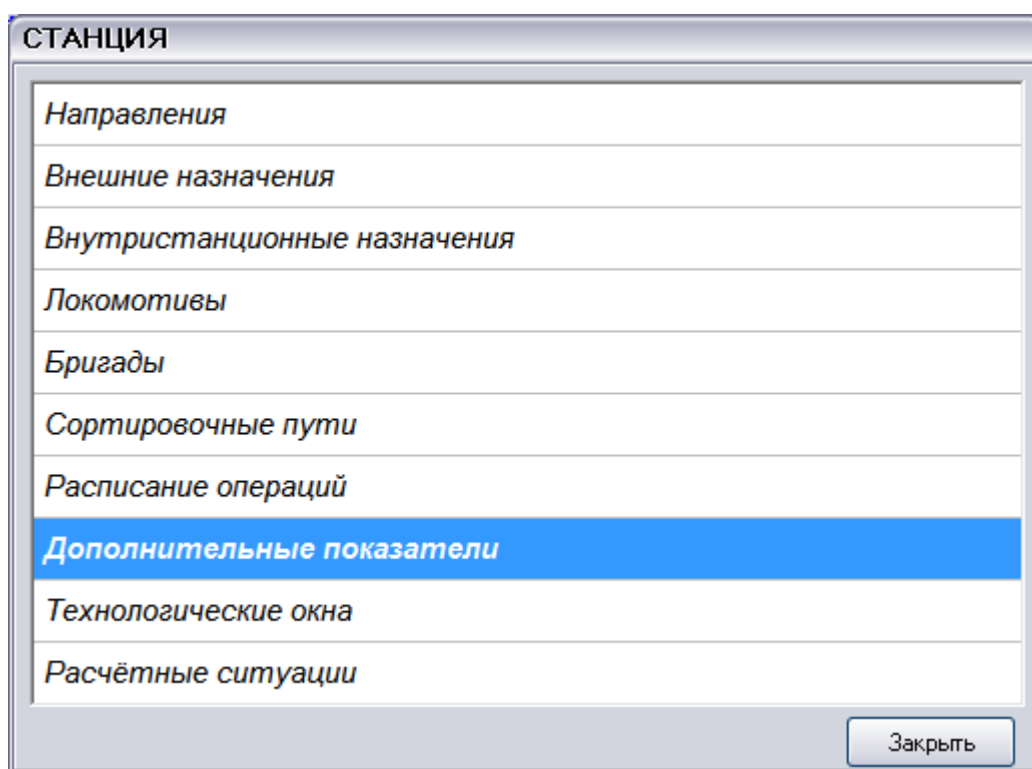 СТАНЦИЯ
Направления
Внешние назначения
Внутристанционные назначения
Локомотивы
Бригады
Сортировочные пути
Расписание операций
Дополнительные показатели
Технологические окна
Расчётные ситуации
Закрыть